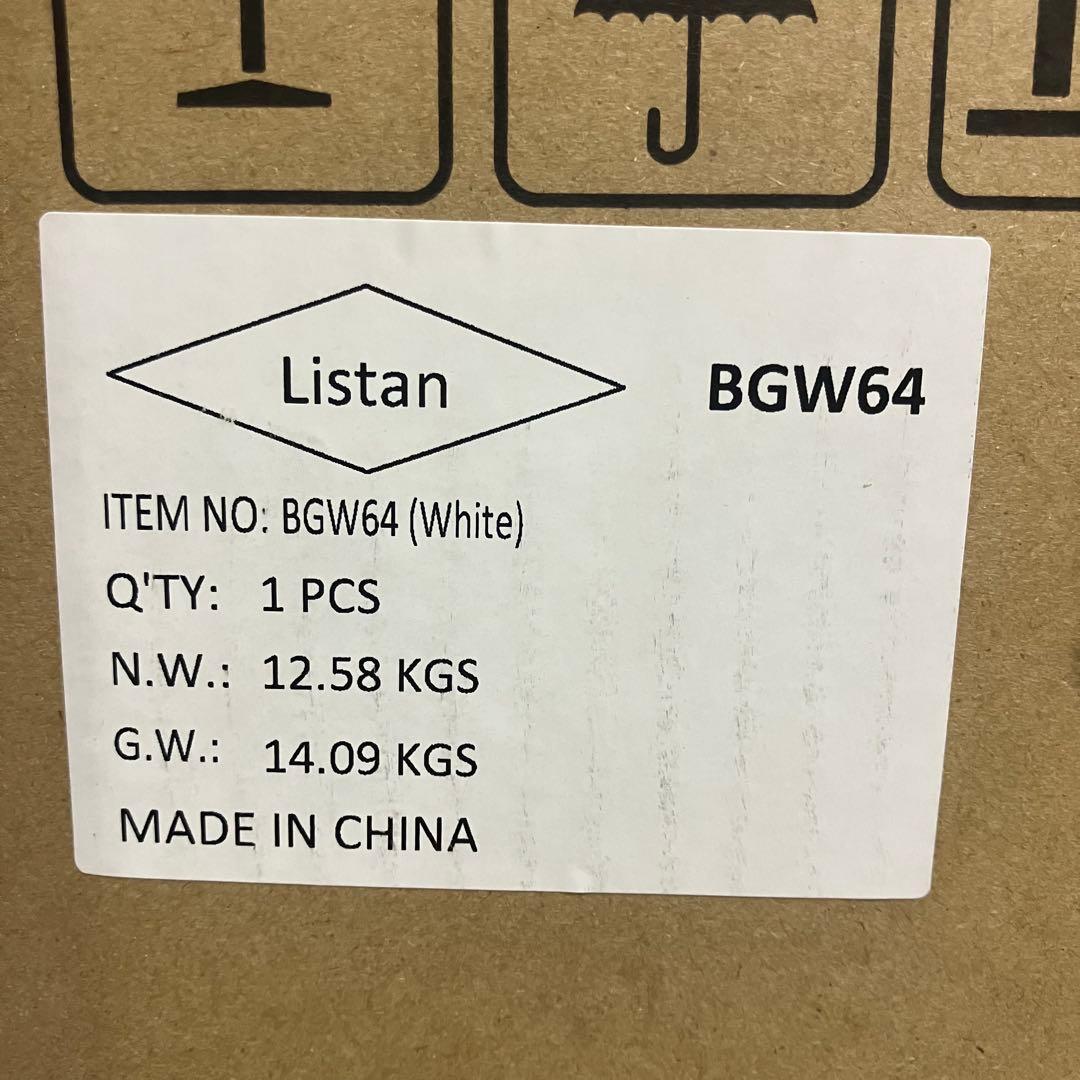 Listan
BGW64
ITEM NO: BGW64 (White)
Q'TY: 1 PCS
N.W.: 12.58 KGS
G.W.: 14.09 KGS
MADE IN CHINA